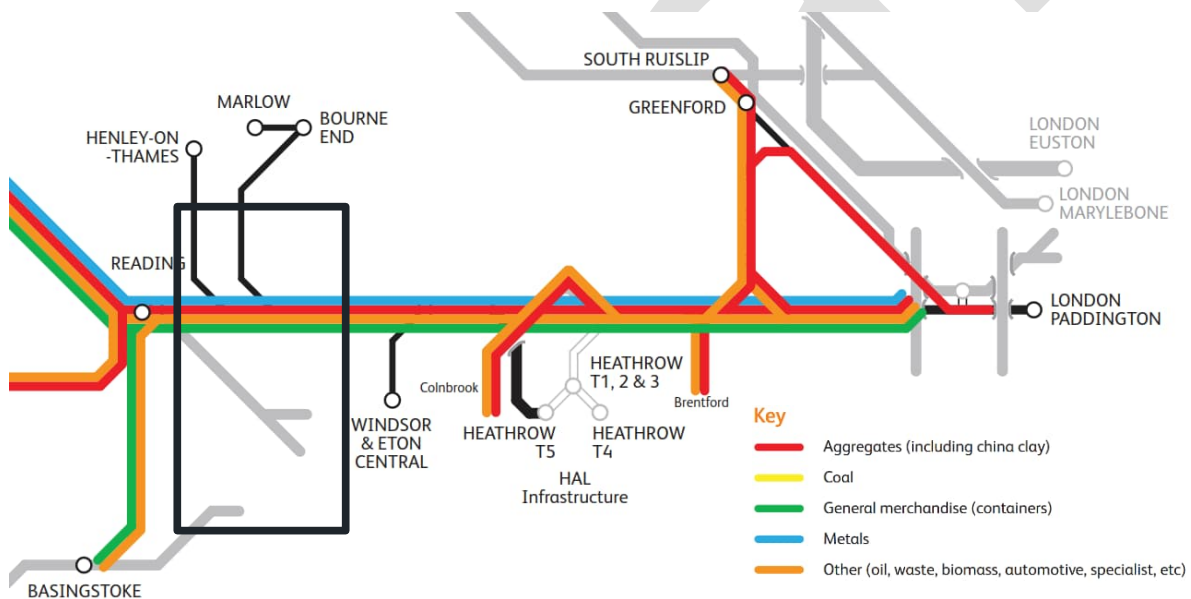 SOUTH RUISLIP
MARLOW
BOURNE
END
GREENFORD
HENLEY-ON
-THAMES
LONDON
EUSTON
LONDON
MARYLEBONE
READING
LONDON
PADDINGTON
Colnbrook
HEATHROW
T1, 2 & 3
Brentford
WINDSOR
& ETON
CENTRAL
HEATHROW
T5
HEATHROW
T4
HAL
Infrastructure
BASINGSTOKE
Key
Aggregates (including china clay)
Coal
General merchandise (containers)
Metals
Other (oil, waste, biomass, automotive, specialist, etc)